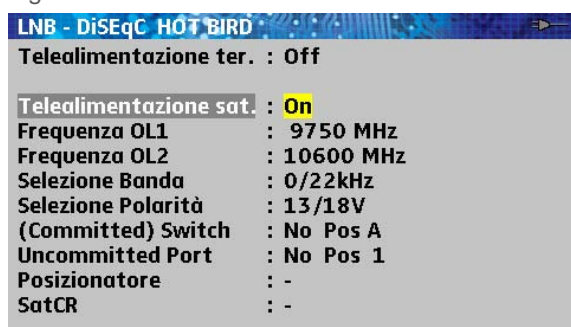 LNB - DiSEqC HOT BIRD
Telealimentazione ter. : Off
Telealimentazione sat. : On
Frequenza OL1 : 9750 MHz
Frequenza OL2 : 10600 MHz
Selezione Banda : 0/22kHz
Selezione Polarità : 13/18V
(Committed) Switch : No Pos A
Uncommitted Port : No Pos 1
Posizionatore : -
SatCR : -